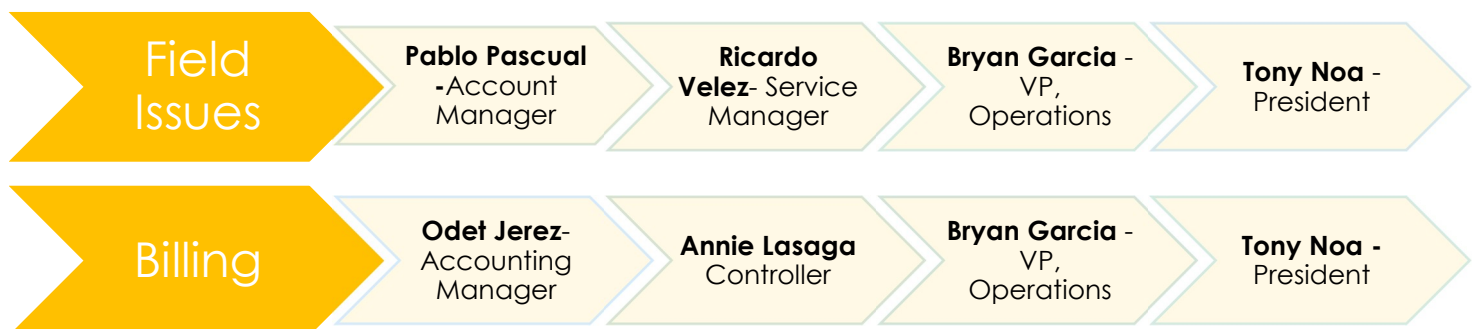 Field
Issues
Pablo Pascual
-Account
Manager
Ricardo
Velez- Service
Manager
Bryan Garcia -
VP,
Operations
Tony Noa -
President
Billing
Odet Jerez-
Accounting
Manager
Annie Lasaga
Controller
Bryan Garcia -
VP,
Operations
Tony Noa -
President